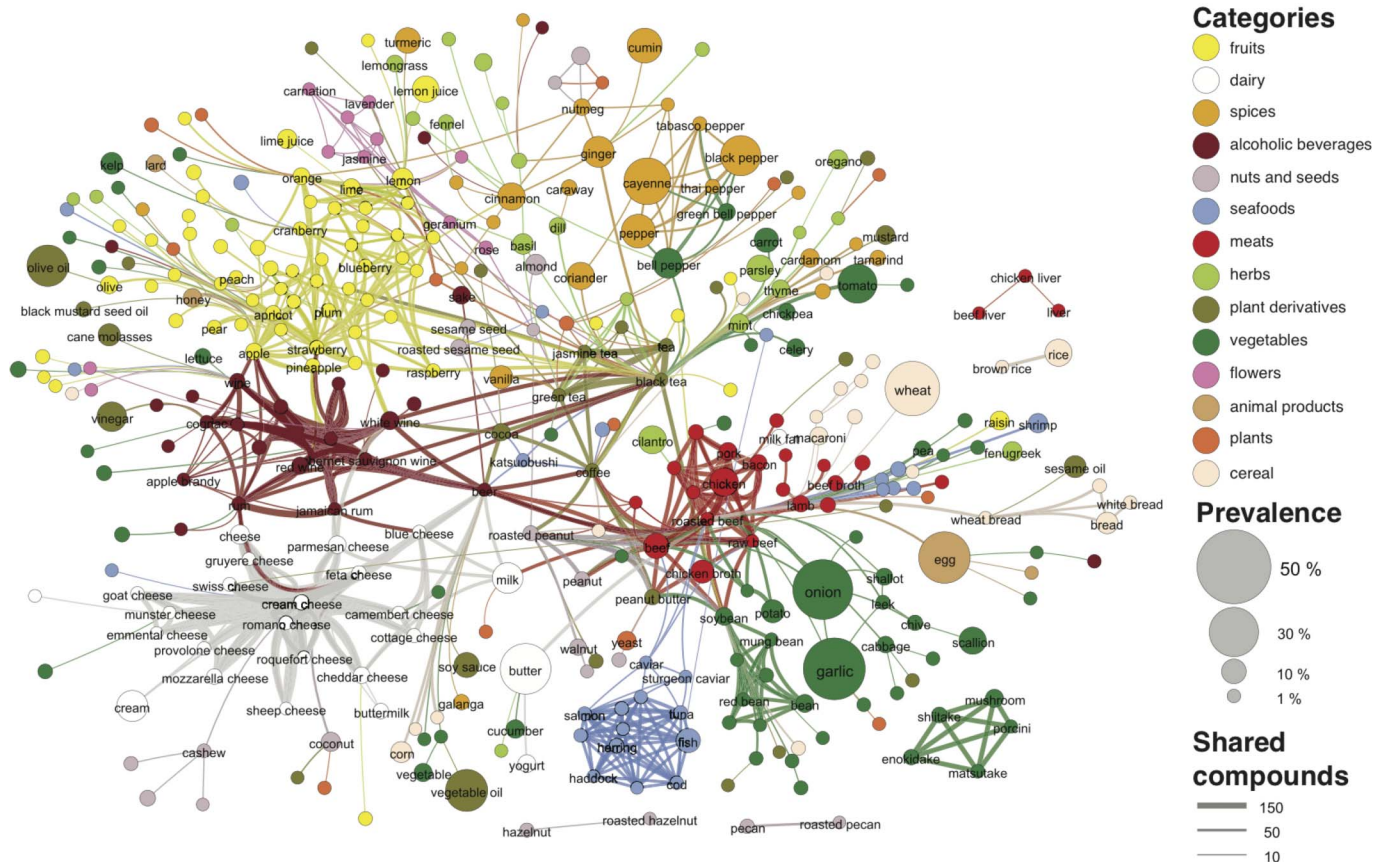 Categories
fruits
dairy
spices
alcoholic beverages
nuts and seeds
seafoods
meats
herbs
plant derivatives
vegetables
flowers
animal products
plants
cereal
Prevalence
50 %
30 %
10 %
1 %
Shared
compounds
150
50
10
turmeric
cumin
lemongrass
carnation
lavender
lemon juice
nutmeg
fennel
tabasco pepper
lime juice
jasmine
ginger
black pepper
kelp
lard
orange
lime
lemon
cayenne
thai pepper
oregano
cinnamon
caraway
green bell pepper
cranberry
geranium
dill
pepper
rose
basil
carrot
mustard
olive oil
peach
blueberry
almond
coriander
bell pepper
parsley
cardamom
tamarind
olive
honey
thyme
tomato
chicken liver
black mustard seed oil
apricot
plum
sake
mint
chickpea
beef liver
liver
cane molasses
pear
sesame seed
lettuce
apple
strawberry
roasted sesame seed
jasmine tea
tea
celery
rice
pineapple
raspberry
vanilla
black tea
brown rice
wine
green tea
wheat
vinegar
cognac
white wine
cocoa
cilantro
milk fat
macaroni
raisin
shrimp
red wine
cabernet sauvignon wine
katsuobushi
coffee
pork
bacon
pea
fenugreek
apple brandy
beer
chicken
beef broth
sesame oil
rum
jamaican rum
lamb
roasted beef
wheat bread
white bread
bread
cheese
parmesan cheese
blue cheese
roasted peanut
beef
raw beef
gruyere cheese
feta cheese
swiss cheese
milk
peanut
chicken broth
egg
goat cheese
cream cheese
peanut butter
onion
shallot
munster cheese
romano cheese
camembert cheese
soybean
potato
leek
emmental cheese
cottage cheese
chive
provolone cheese
walnut
yeast
mung bean
cabbage
scallion
roquefort cheese
soy sauce
butter
caviar
garlic
mozzarella cheese
cheddar cheese
sturgeon caviar
cream
sheep cheese
buttermilk
galanga
salmon
tuna
red bean
bean
mushroom
shiitake
porcini
cashew
coconut
corn
cucumber
herring
fish
yogurt
enokidake
matsutake
vegetable
haddock
cod
vegetable oil
hazelnut
roasted hazelnut
pecan
roasted pecan